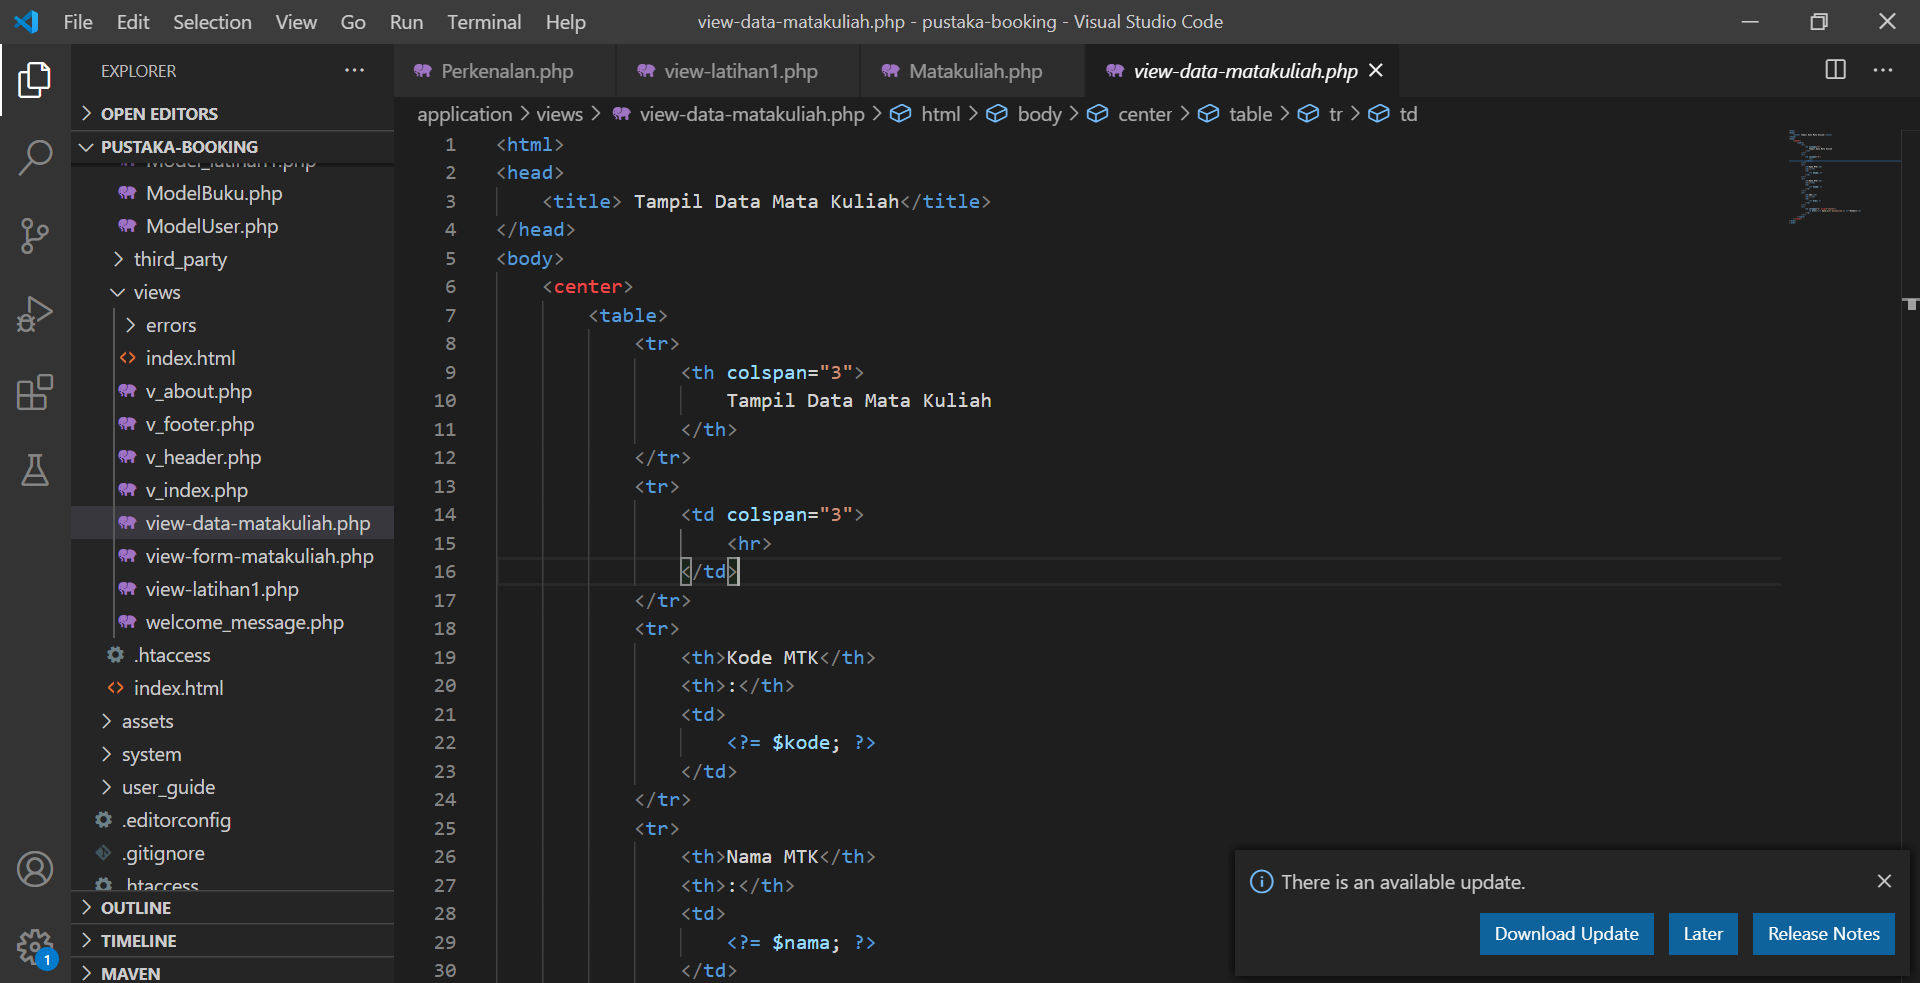 File Edit Selection View Go Run Terminal Help
view-data-matakuliah.php - pustaka-booking - Visual Studio Code
EXPLORER
OPEN EDITORS
PUSTAKA-BOOKING
Model_latihan1.php
ModelBuku.php
ModelUser.php
third_party
views
errors
index.html
v_about.php
v_footer.php
v_header.php
v_index.php
view-data-matakuliah.php
view-form-matakuliah.php
view-latihan1.php
welcome_message.php
.htaccess
index.html
assets
system
user_guide
.editorconfig
.gitignore
.htaccess
OUTLINE
TIMELINE
MAVEN
1
Perkenalan.php view-latihan1.php Matakuliah.php view-data-matakuliah.php
application > views > view-data-matakuliah.php > html > body > center > table > tr > td
1 <html>
2 <head>
3 <title> Tampil Data Mata Kuliah</title>
4 </head>
5 <body>
6 <center>
7 <table>
8 <tr>
9 <th colspan="3">
10 Tampil Data Mata Kuliah
11 </th>
12 </tr>
13 <tr>
14 <td colspan="3">
15 <hr>
16 </td>
17 </tr>
18 <tr>
19 <th>Kode MTK</th>
20 <th>:</th>
21 <td>
22 <?= $kode; ?>
23 </td>
24 </tr>
25 <tr>
26 <th>Nama MTK</th>
27 <th>:</th>
28 <td>
29 <?= $nama; ?>
30 </td>
There is an available update.
Download Update Later Release Notes